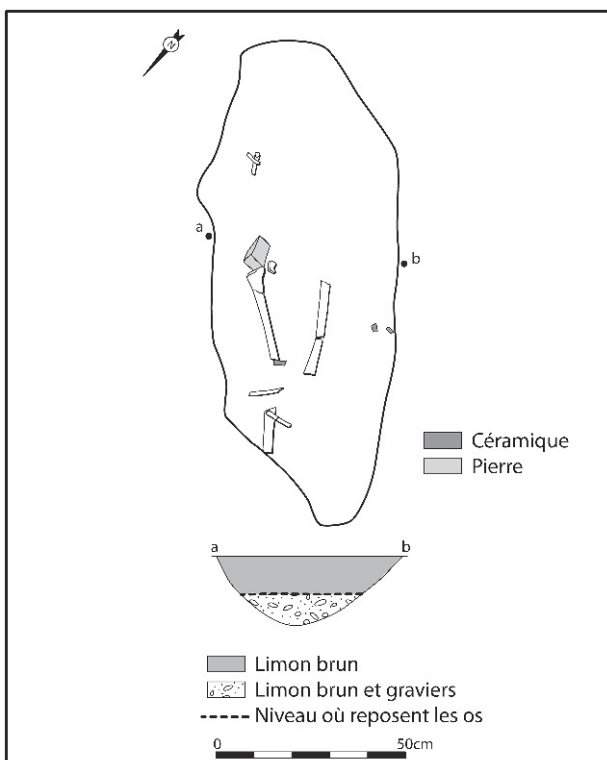 N
a
b
Céramique
Pierre
a
b
Limon brun
Limon brun et graviers
Niveau où reposent les os
0 50cm